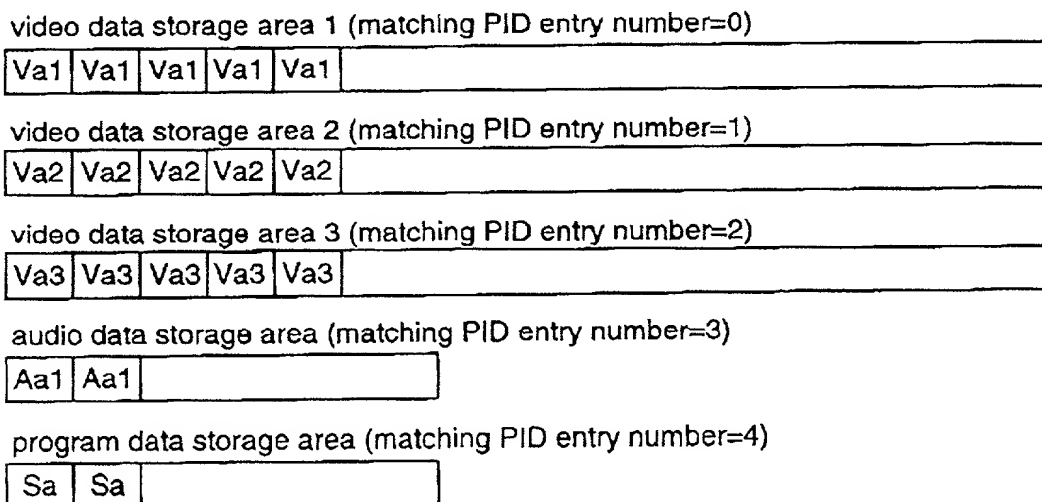 video data storage area 1 (matching PID entry number=0)
Va1 Va1 Va1 Va1 Va1
video data storage area 2 (matching PID entry number=1)
Va2 Va2 Va2 Va2 Va2
video data storage area 3 (matching PID entry number=2)
Va3 Va3 Va3 Va3 Va3
audio data storage area (matching PID entry number=3)
Aa1 Aa1
program data storage area (matching PID entry number=4)
Sa Sa